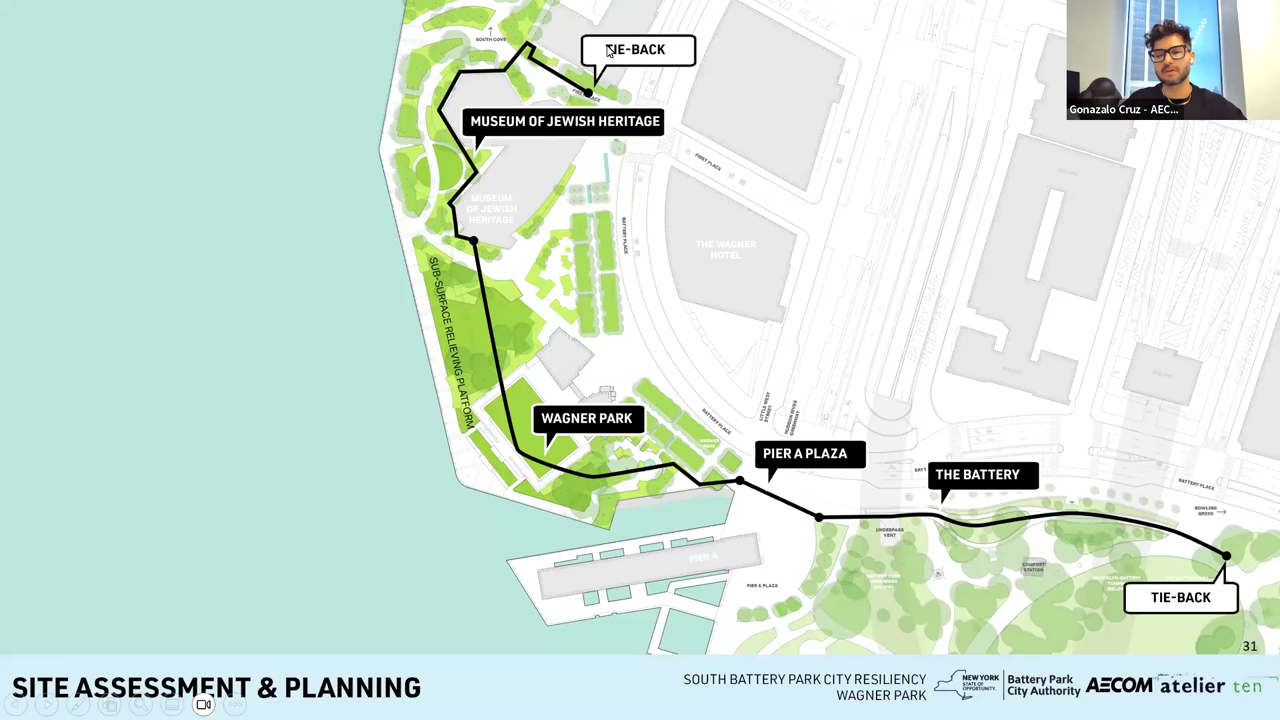 SOUTH COVE
TIE-BACK
Gonazalo Cruz - AEC...
MUSEUM OF JEWISH HERITAGE
FIRST PLACE
MUSEUM
OF JEWISH
HERITAGE
BATTERY PLACE
THE WAGNER
HOTEL
SUB-SURFACE RELIEVING PLATFORM
WAGNER PARK
BATTERY PLACE
LITTLE WEST
STREET
HUDSON RIVER
GREENWAY
PIER A PLAZA
THE BATTERY
BATTERY PLACE
BOWLING
GREEN
UNDERPASS
VENT
PIER A
COMFORT
STATION
PIER A PLAZA
TIE-BACK
31
SITE ASSESSMENT & PLANNING
SOUTH BATTERY PARK CITY RESILIENCY
WAGNER PARK
NEW YORK
STATE OF
OPPORTUNITY.
Battery Park
City Authority
AECOM
atelier ten